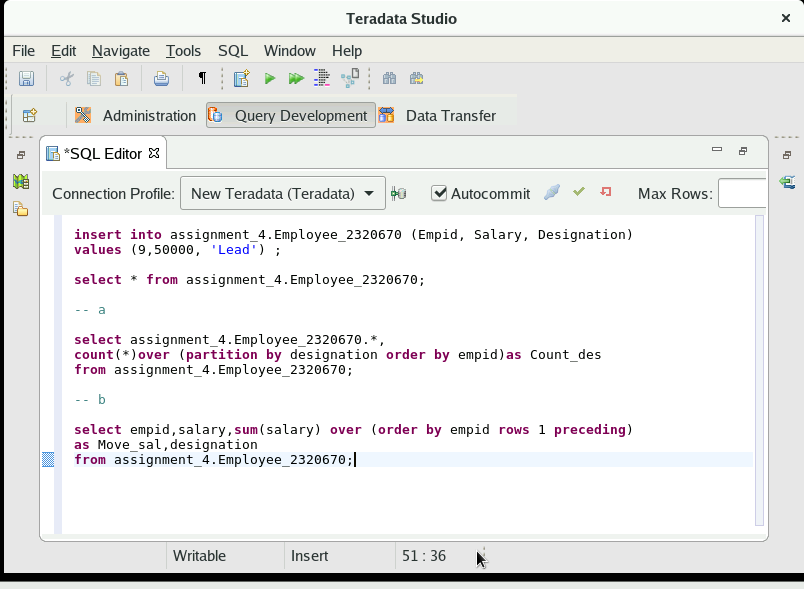 Teradata Studio
File Edit Navigate Tools SQL Window Help
Administration Query Development Data Transfer
*SQL Editor
Connection Profile: New Teradata (Teradata) Autocommit Max Rows:
insert into assignment_4.Employee_2320670 (Empid, Salary, Designation)
values (9,50000, 'Lead') ;
select * from assignment_4.Employee_2320670;
-- a
select assignment_4.Employee_2320670.*,
count(*)over (partition by designation order by empid)as Count_des
from assignment_4.Employee_2320670;
-- b
select empid,salary,sum(salary) over (order by empid rows 1 preceding)
as Move_sal,designation
from assignment_4.Employee_2320670;
Writable Insert 51 : 36